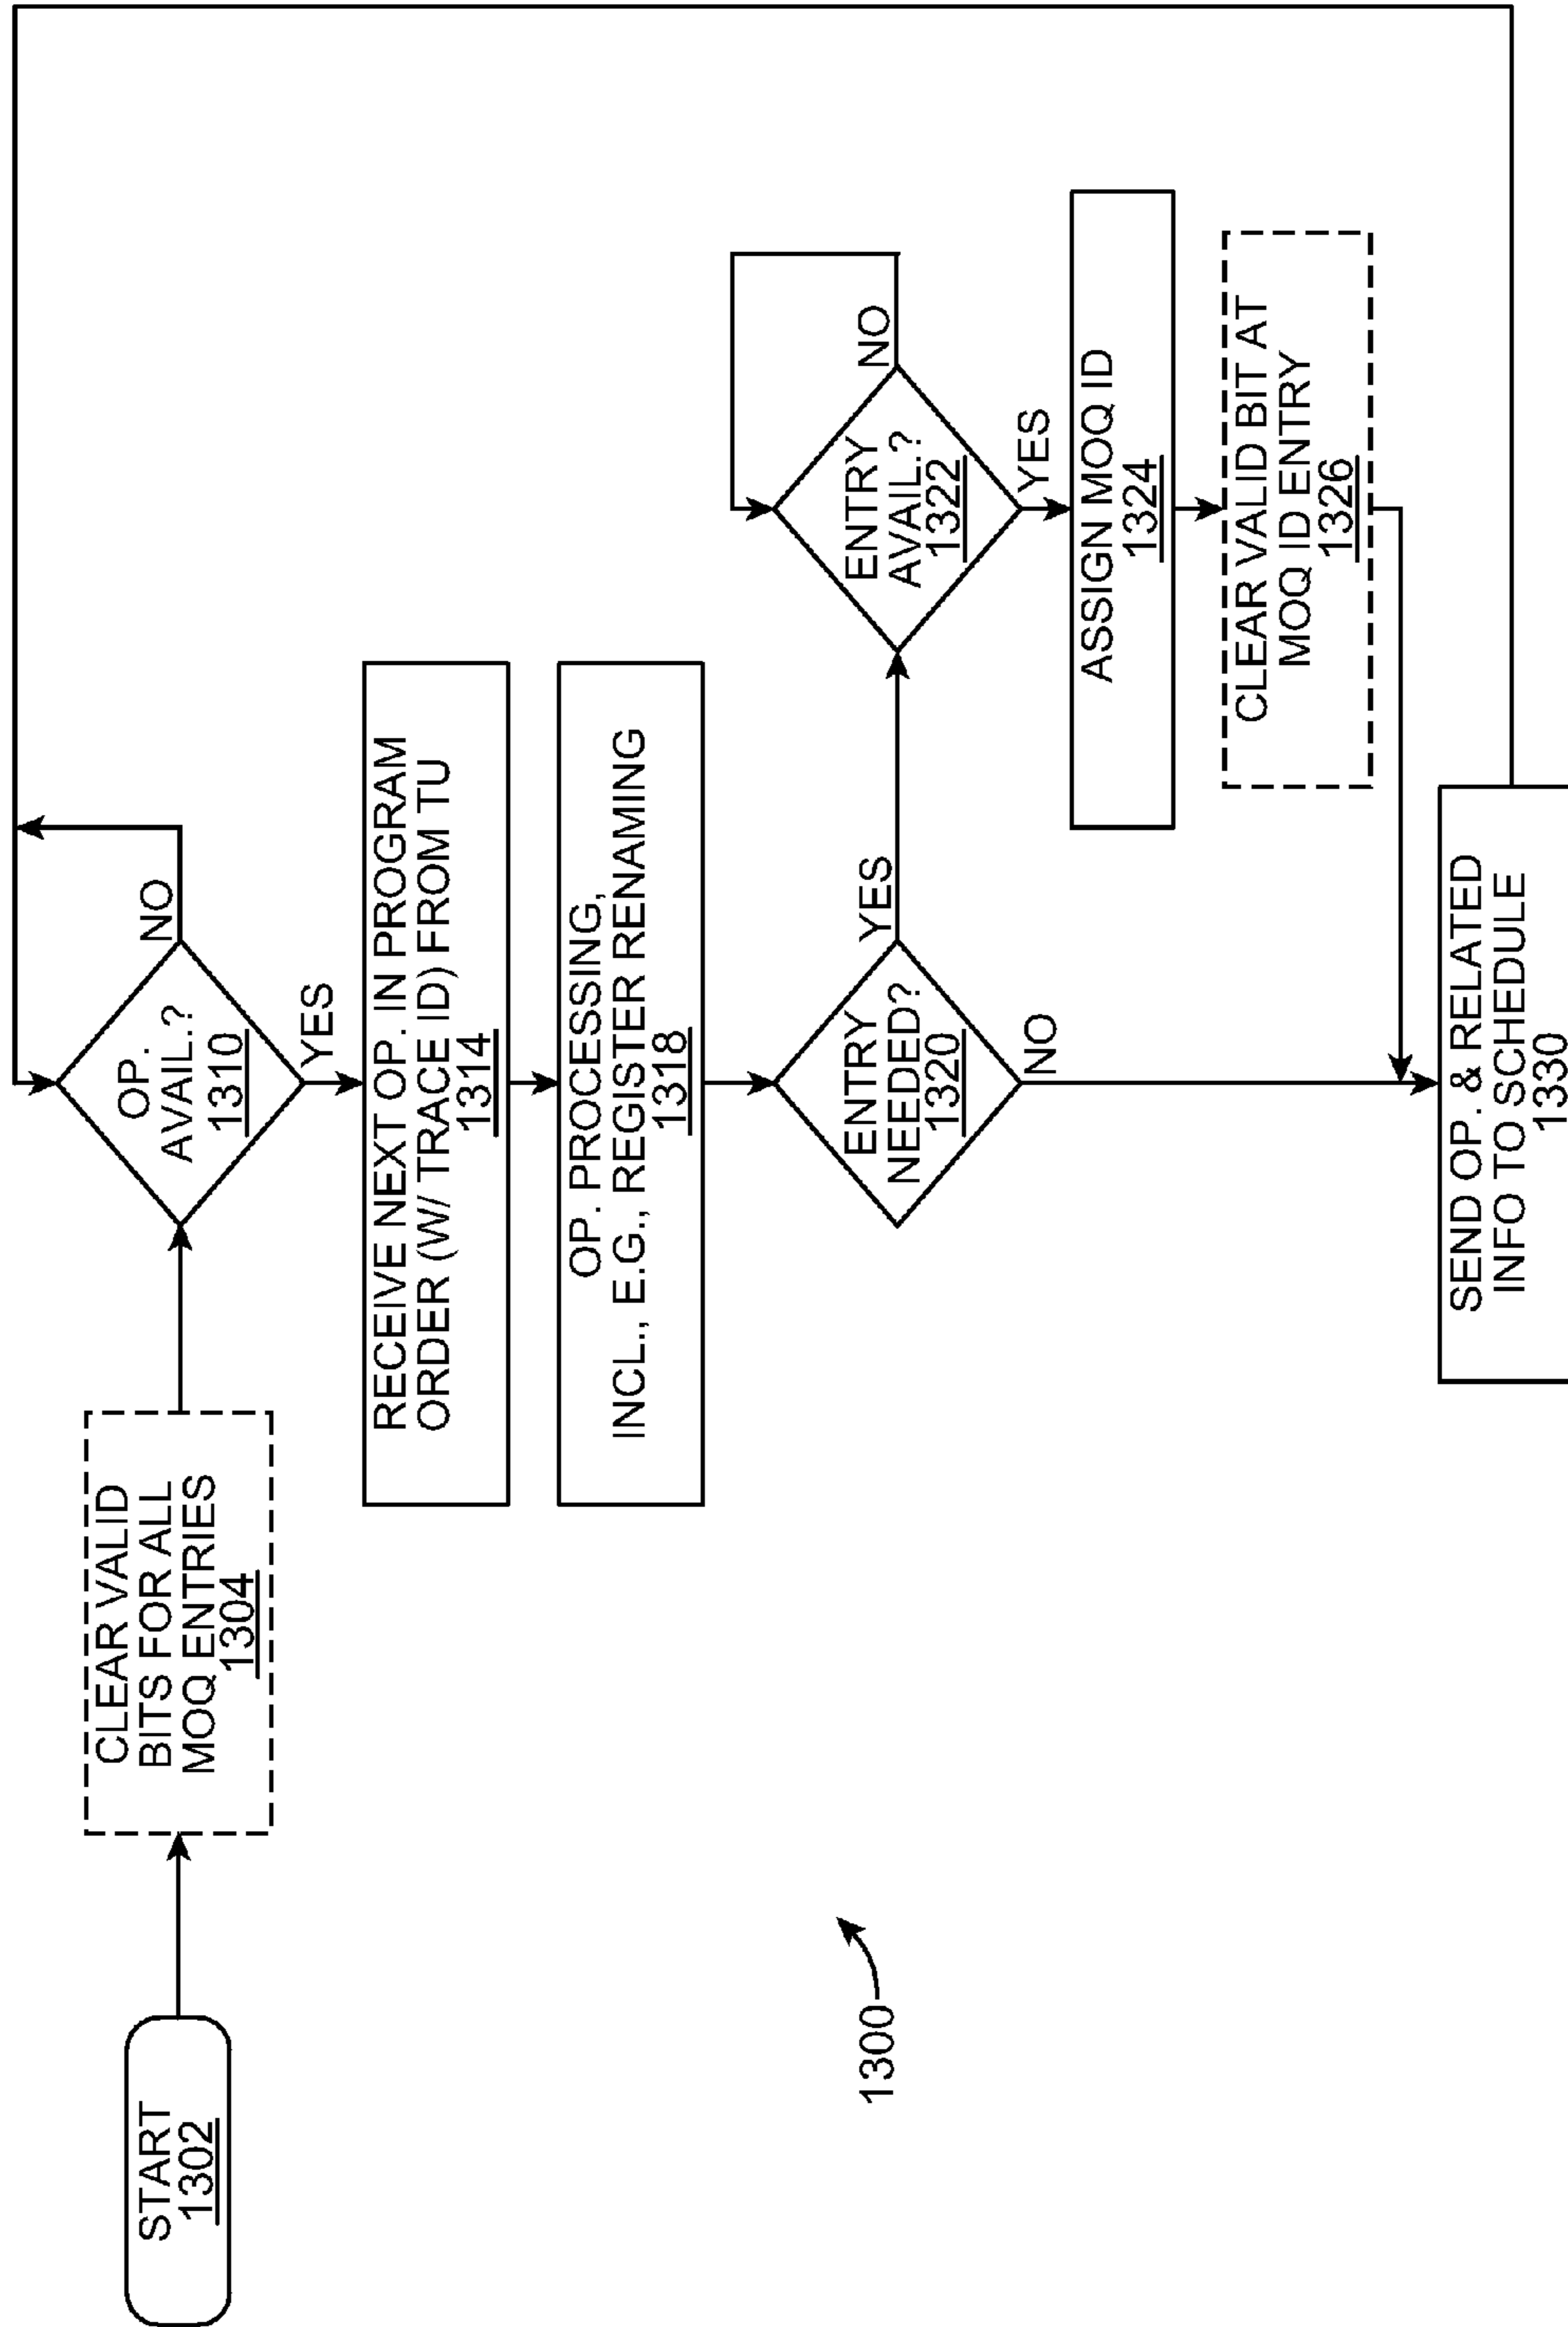 START
1302
CLEAR VALID
BITS FOR ALL
MOQ ENTRIES
1304
OP.
AVAIL.?
1310
NO
YES
RECEIVE NEXT OP. IN PROGRAM
ORDER (W/ TRACE ID) FROM TU
1314
OP. PROCESSING,
INCL., E.G., REGISTER RENAMING
1318
ENTRY
NEEDED?
1320
YES
NO
ENTRY
AVAIL.?
1322
NO
YES
ASSIGN MOQ ID
1324
CLEAR VALID BIT AT
MOQ ID ENTRY
1326
SEND OP. & RELATED
INFO TO SCHEDULE
1330
1300